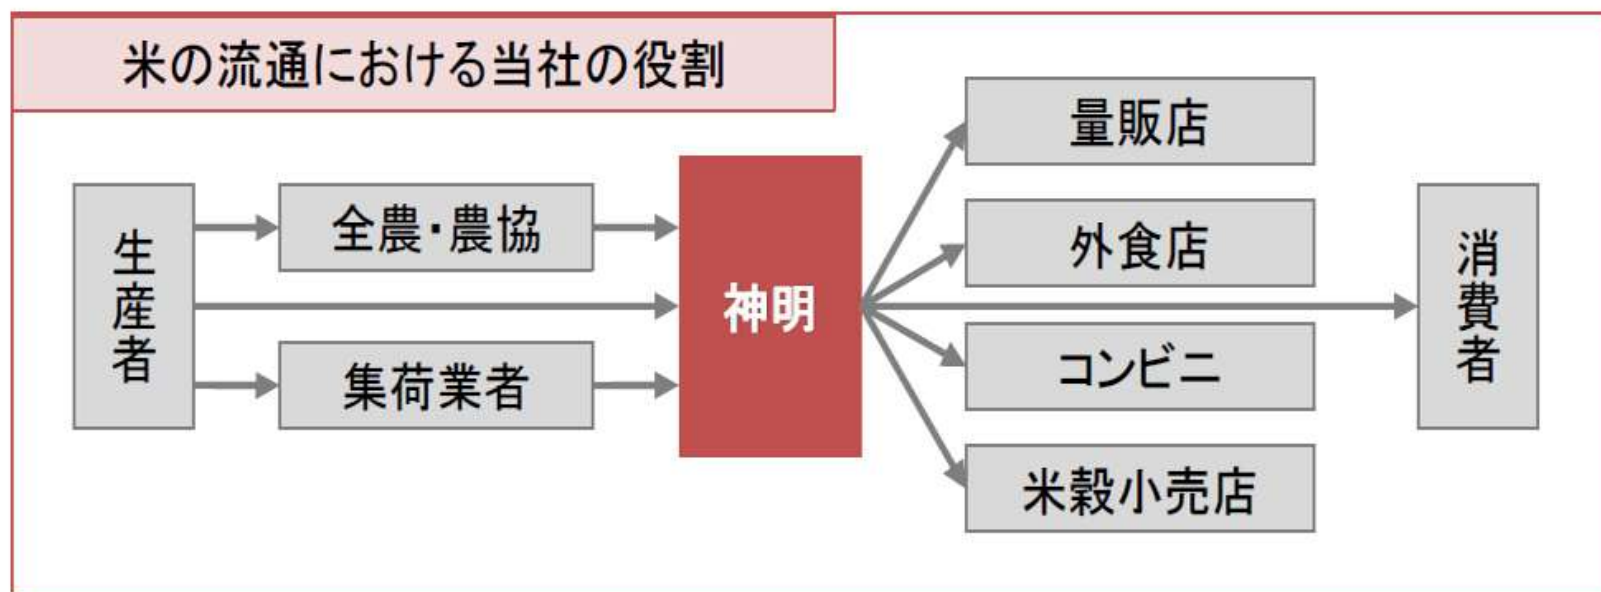 米の流通における当社の役割
生産者
全農・農協
集荷業者
神明
量販店
外食店
コンビニ
米穀小売店
消費者